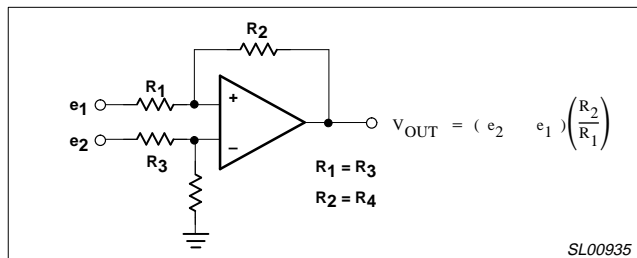 R2
R1
e1
+
e2
−
R3
VOUT = ( e2 e1 )(R2/R1)
R1 = R3
R2 = R4
SL00935